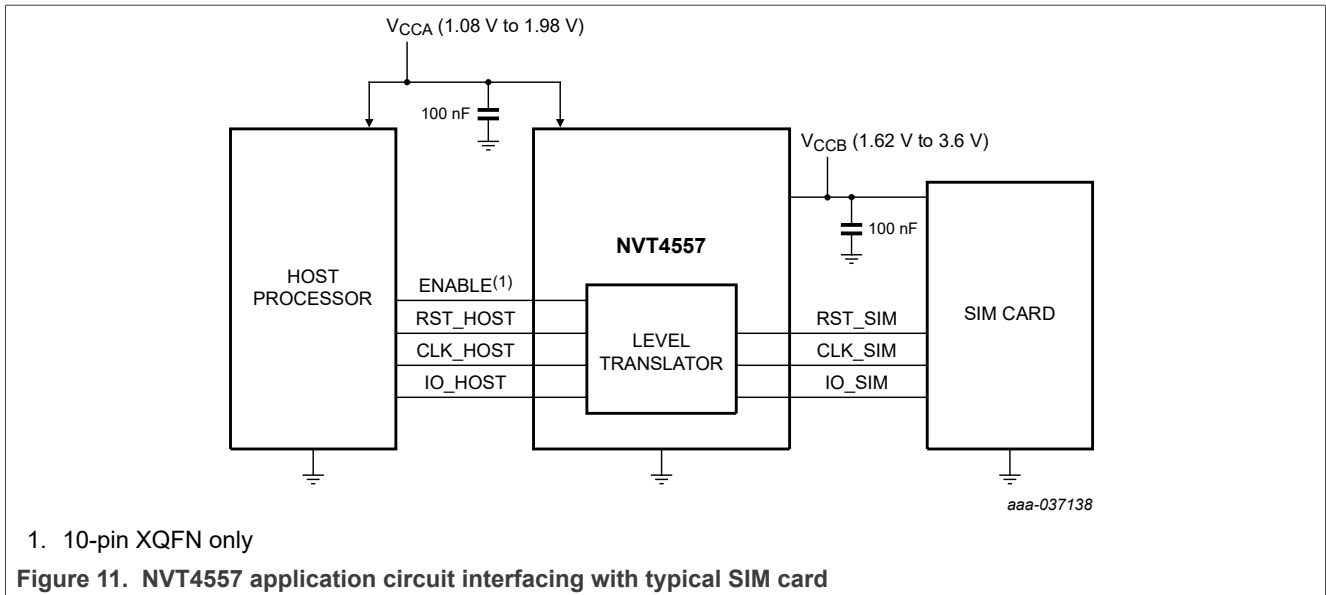 VCCA (1.08 V to 1.98 V)
100 nF
VCCB (1.62 V to 3.6 V)
100 nF
NVT4557
HOST
PROCESSOR
ENABLE(1)
RST_HOST
CLK_HOST
IO_HOST
LEVEL
TRANSLATOR
RST_SIM
CLK_SIM
IO_SIM
SIM CARD
aaa-037138
1. 10-pin XQFN only
Figure 11. NVT4557 application circuit interfacing with typical SIM card